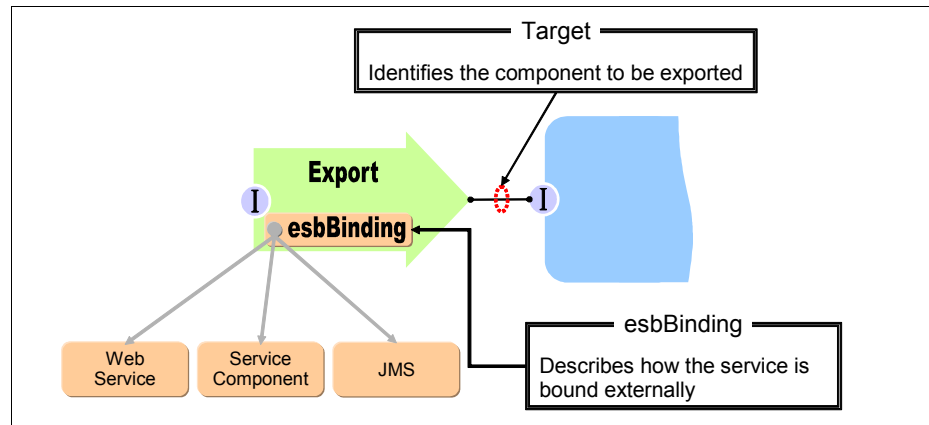 Target
Identifies the component to be exported
Export
I
I
esbBinding
esbBinding
Describes how the service is
bound externally
Web
Service
Service
Component
JMS